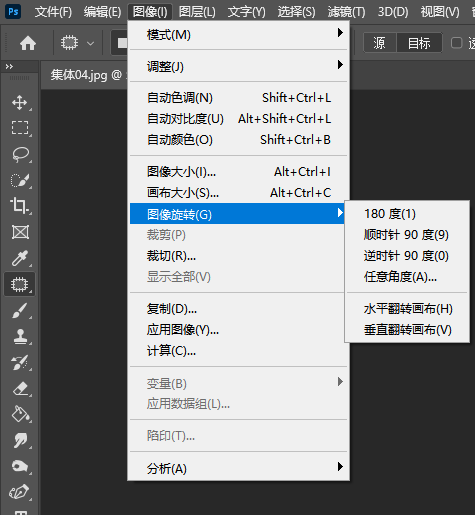 Ps 文件(F) 编辑(E) 图像(I) 图层(L) 文字(Y) 选择(S) 滤镜(T) 3D(D) 视图(V)
源 目标
集体04.jpg @
模式(M)
调整(J)
自动色调(N) Shift+Ctrl+L
自动对比度(U) Alt+Shift+Ctrl+L
自动颜色(O) Shift+Ctrl+B
图像大小(I)... Alt+Ctrl+I
画布大小(S)... Alt+Ctrl+C
图像旋转(G)
180 度(1)
顺时针 90 度(9)
逆时针 90 度(0)
任意角度(A)...
水平翻转画布(H)
垂直翻转画布(V)
裁剪(P)
裁切(R)...
显示全部(V)
复制(D)...
应用图像(Y)...
计算(C)...
变量(B)
应用数据组(L)...
陷印(T)...
分析(A)